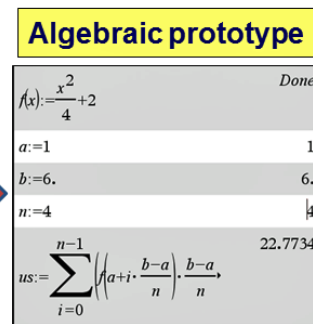 Algebraic prototype
f(x):=x²/4+2 Done
a:=1 1
b:=6. 6.
n:=4 4
us:=∑_{i=0}^{n-1}(f(a+i·(b-a)/n)·(b-a)/n, 22.7734